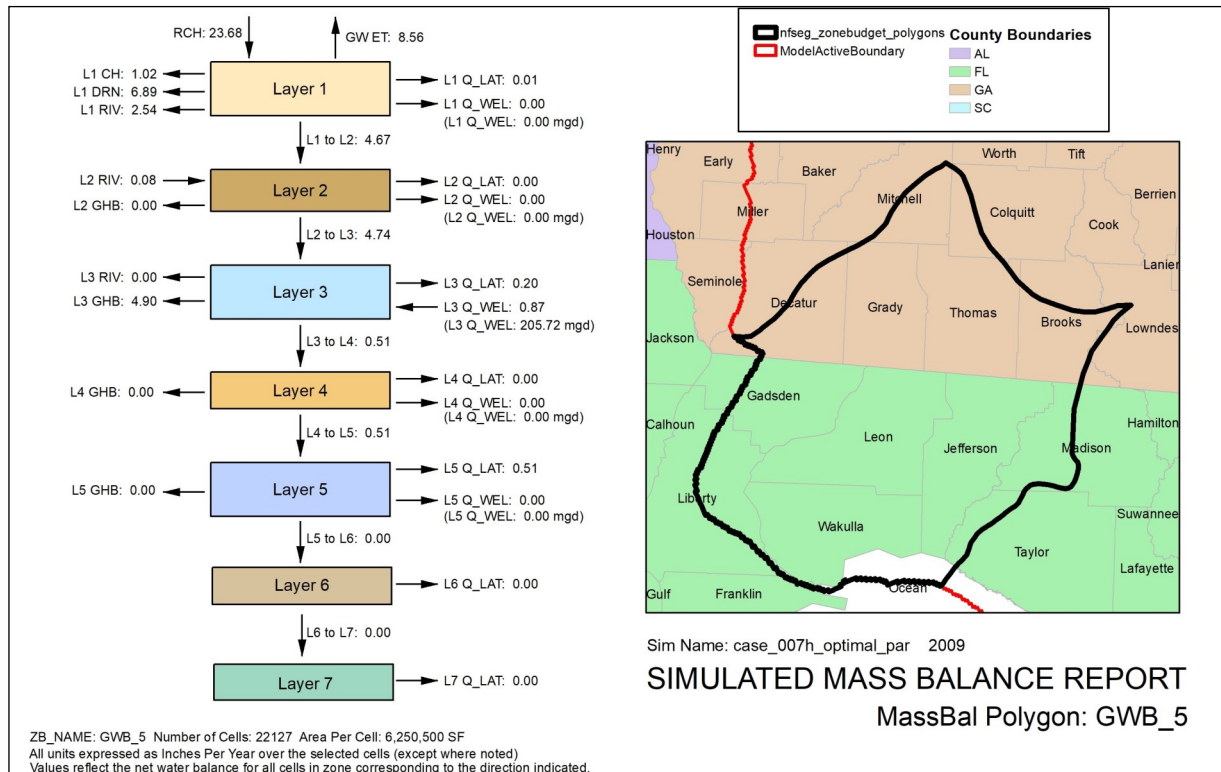 RCH: 23.68
GW ET: 8.56
L1 CH: 1.02
L1 DRN: 6.89
L1 RIV: 2.54
Layer 1
L1 Q_LAT: 0.01
L1 Q_WEL: 0.00
(L1 Q_WEL: 0.00 mgd)
L1 to L2: 4.67
L2 RIV: 0.08
L2 GHB: 0.00
Layer 2
L2 Q_LAT: 0.00
L2 Q_WEL: 0.00
(L2 Q_WEL: 0.00 mgd)
L2 to L3: 4.74
L3 RIV: 0.00
L3 GHB: 4.90
Layer 3
L3 Q_LAT: 0.20
L3 Q_WEL: 0.87
(L3 Q_WEL: 205.72 mgd)
L3 to L4: 0.51
L4 GHB: 0.00
Layer 4
L4 Q_LAT: 0.00
L4 Q_WEL: 0.00
(L4 Q_WEL: 0.00 mgd)
L4 to L5: 0.51
L5 GHB: 0.00
Layer 5
L5 Q_LAT: 0.51
L5 Q_WEL: 0.00
(L5 Q_WEL: 0.00 mgd)
L5 to L6: 0.00
Layer 6
L6 Q_LAT: 0.00
L6 to L7: 0.00
Layer 7
L7 Q_LAT: 0.00
ZB_NAME: GWB_5 Number of Cells: 22127 Area Per Cell: 6,250,500 SF
All units expressed as Inches Per Year over the selected cells (except where noted)
Values reflect the net water balance for all cells in zone corresponding to the direction indicated.
nfseg_zonebudget_polygons
ModelActiveBoundary
County Boundaries
AL
FL
GA
SC
Henry
Early
Baker
Worth
Tift
Berrien
Miller
Mitchell
Colquitt
Cook
Houston
Lanier
Seminole
Decatur
Grady
Thomas
Brooks
Lowndes
Jackson
Gadsden
Calhoun
Leon
Jefferson
Madison
Hamilton
Liberty
Wakulla
Suwannee
Taylor
Lafayette
Gulf
Franklin
Ocean
Sim Name: case_007h_optimal_par 2009
SIMULATED MASS BALANCE REPORT
MassBal Polygon: GWB_5